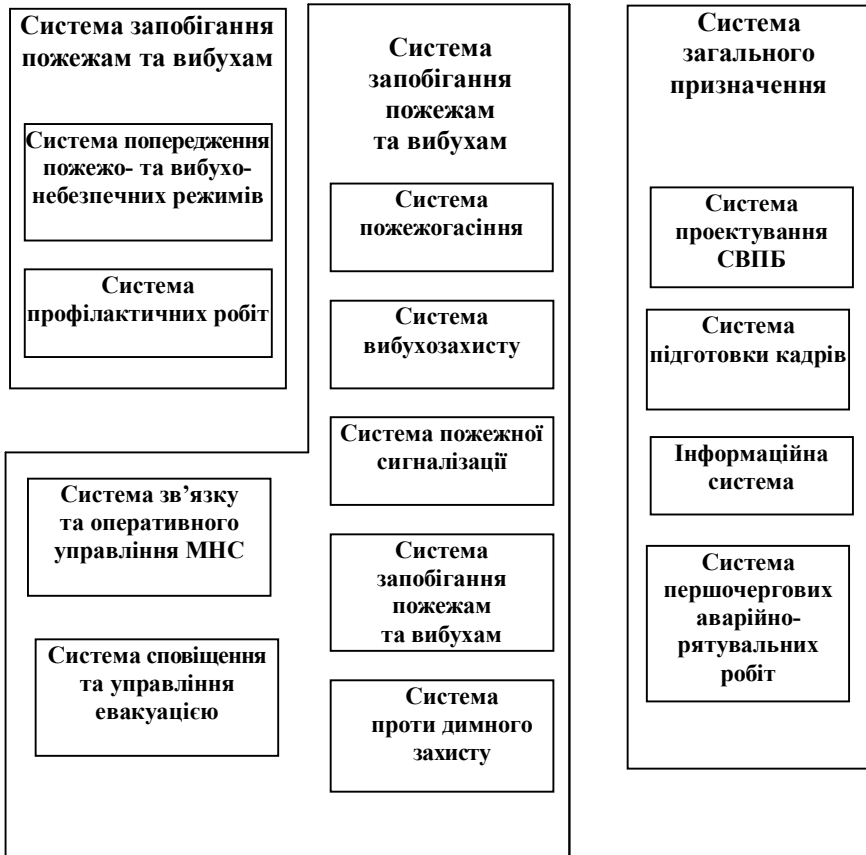 Система запобігання
пожежам та вибухам
Система попередження
пожежо- та вибухо-
небезпечних режимів
Система
профілактичних робіт
Система
запобігання
пожежам
та вибухам
Система
пожежогасіння
Система
вибухозахисту
Система пожежної
сигналізації
Система
запобігання
пожежам
та вибухам
Система
проти димного
захисту
Система зв’язку
та оперативного
управління МНС
Система сповіщення
та управління
евакуацією
Система
загального
призначення
Система
проектування
СВПБ
Система
підготовки кадрів
Інформаційна
система
Система
першочергових
аварійно-
рятувальних
робіт